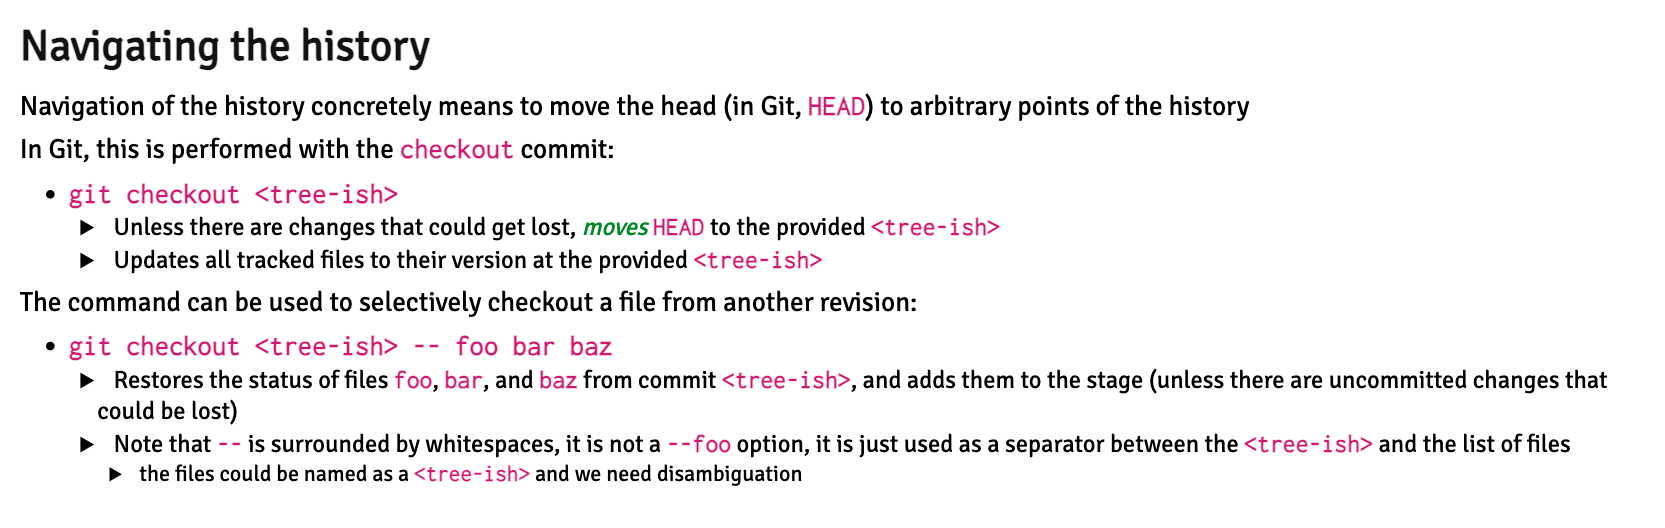 Navigating the history
Navigation of the history concretely means to move the head (in Git, HEAD) to arbitrary points of the history
In Git, this is performed with the checkout commit:
• git checkout <tree-ish>
▶ Unless there are changes that could get lost, moves HEAD to the provided <tree-ish>
▶ Updates all tracked files to their version at the provided <tree-ish>
The command can be used to selectively checkout a file from another revision:
• git checkout <tree-ish> -- foo bar baz
▶ Restores the status of files foo, bar, and baz from commit <tree-ish>, and adds them to the stage (unless there are uncommitted changes that
could be lost)
▶ Note that -- is surrounded by whitespaces, it is not a --foo option, it is just used as a separator between the <tree-ish> and the list of files
▶ the files could be named as a <tree-ish> and we need disambiguation